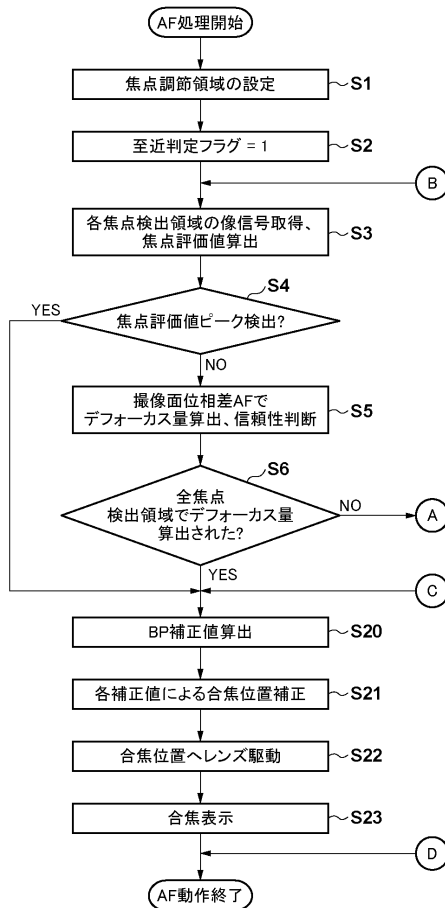 AF処理開始
焦点調節領域の設定
S1
至近判定フラグ = 1
S2
B
各焦点検出領域の像信号取得、
焦点評価値算出
S3
S4
YES
焦点評価値ピーク検出?
NO
撮像面位相差AFで
デフォーカス量算出、信頼性判断
S5
S6
全焦点
検出領域でデフォーカス量
算出された?
NO
A
YES
C
BP補正値算出
S20
各補正値による合焦位置補正
S21
合焦位置へレンズ駆動
S22
合焦表示
S23
D
AF動作終了